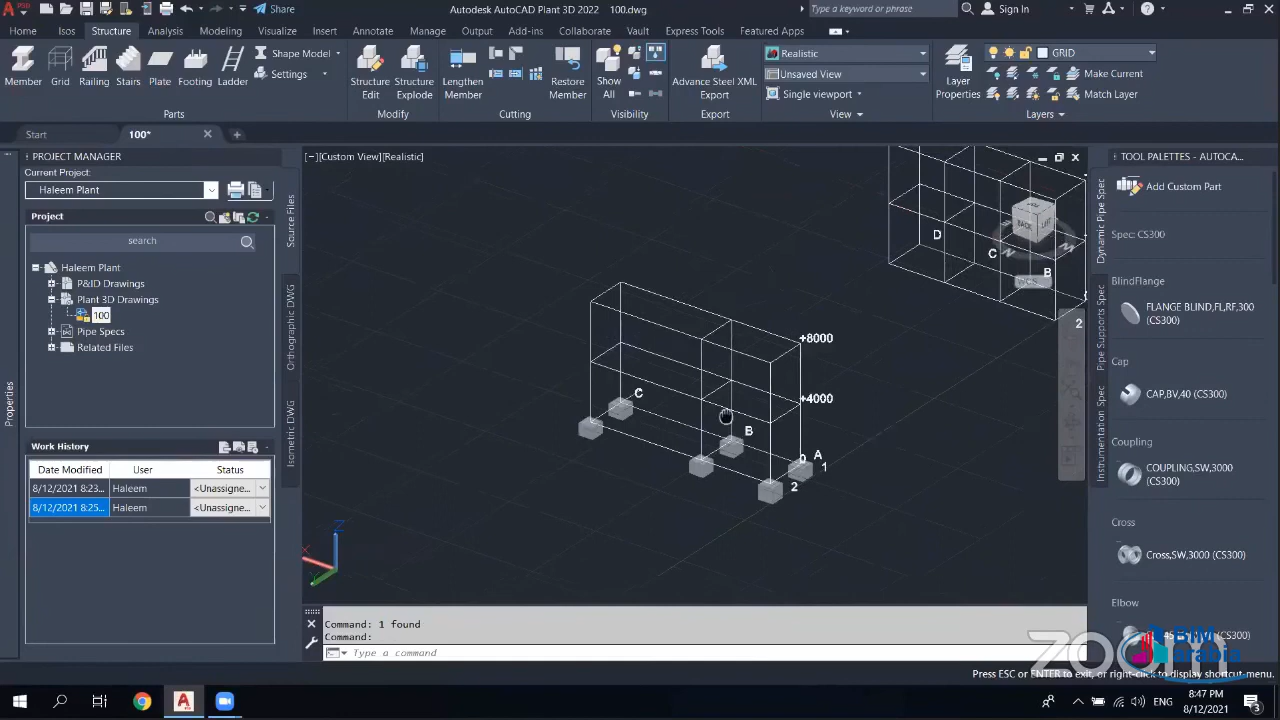 Share
Autodesk AutoCAD Plant 3D 2022 100.dwg
Type a keyword or phrase
Sign In
Home
Isos
Structure
Analysis
Modeling
Visualize
Insert
Annotate
Manage
Output
Add-ins
Collaborate
Vault
Express Tools
Featured Apps
Member
Grid
Railing
Stairs
Plate
Footing
Ladder
Shape Model
Settings
Parts
Structure
Edit
Structure
Explode
Modify
Lengthen
Member
Restore
Member
Cutting
Show
All
Visibility
Advance Steel XML
Export
Export
Realistic
Unsaved View
Single viewport
View
Layer
Properties
GRID
Make Current
Match Layer
Layers
Start
100*
PROJECT MANAGER
Current Project:
Haleem Plant
Project
search
Haleem Plant
P&ID Drawings
Plant 3D Drawings
100
Pipe Specs
Related Files
Work History
Date Modified User Status
8/12/2021 8:23... Haleem <Unassigne...
8/12/2021 8:25... Haleem <Unassigne...
Properties
Source Files
Orthographic DWG
Isometric DWG
[−][Custom View][Realistic]
D
C
B
2
+8000
+4000
C
B
0
A
1
2
Z
X
Y
Command: 1 found
Command:
Type a command
TOOL PALETTES - AUTOCA...
Dynamic Pipe Spec
Pipe Supports Spec
Instrumentation Spec
Add Custom Part
Spec: CS300
BlindFlange
FLANGE BLIND,FL,RF,300
(CS300)
Cap
CAP,BV,40 (CS300)
Coupling
COUPLING,SW,3000
(CS300)
Cross
Cross,SW,3000 (CS300)
Elbow
zoom
BIM
arabia
Press ESC or ENTER to exit, or right-click to display shortcut-menu.
ENG
8:47 PM
8/12/2021
3